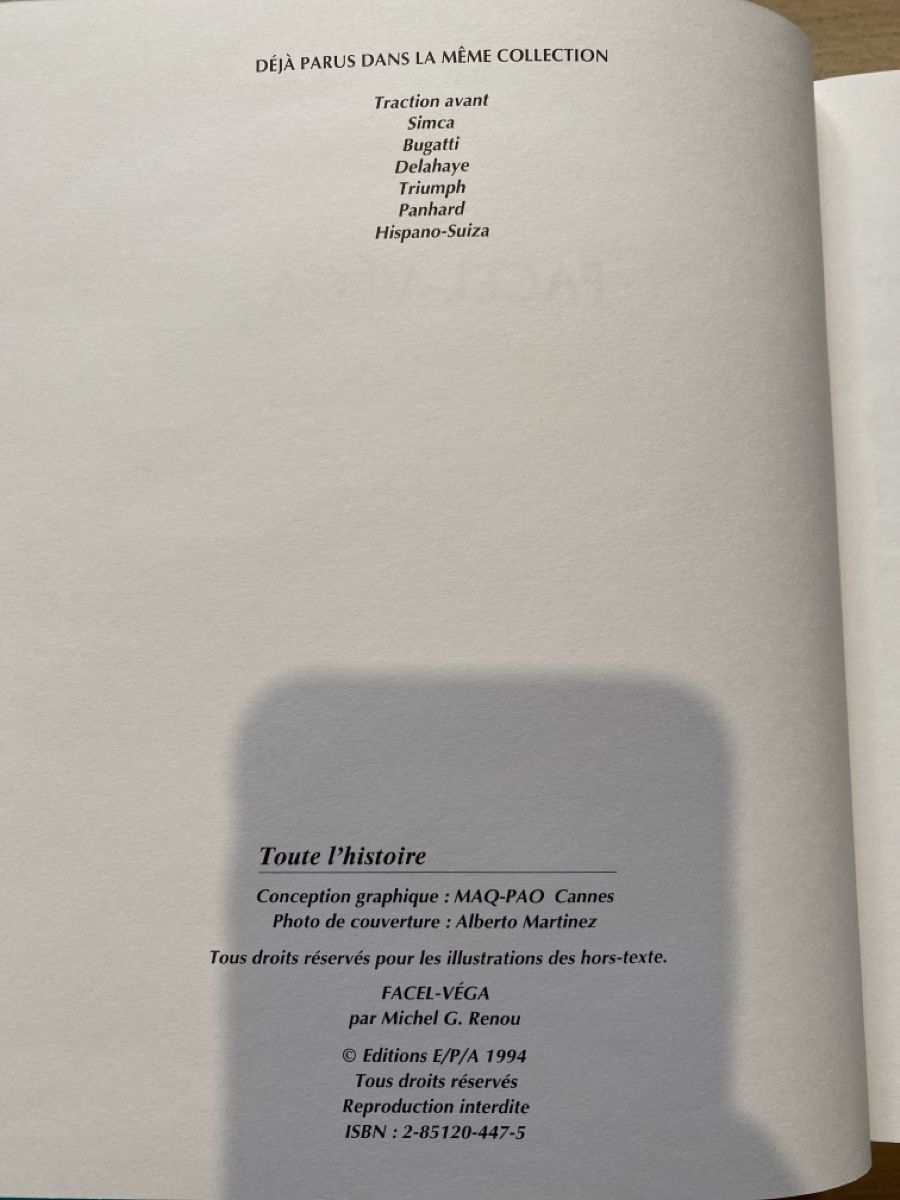 DÉJÀ PARUS DANS LA MÊME COLLECTION
Traction avant
Simca
Bugatti
Delahaye
Triumph
Panhard
Hispano-Suiza
Toute l'histoire
Conception graphique : MAQ-PAO Cannes
Photo de couverture : Alberto Martinez
Tous droits réservés pour les illustrations des hors-texte.
FACEL-VÉGA
par Michel G. Renou
© Editions E/P/A 1994
Tous droits réservés
Reproduction interdite
ISBN : 2-85120-447-5